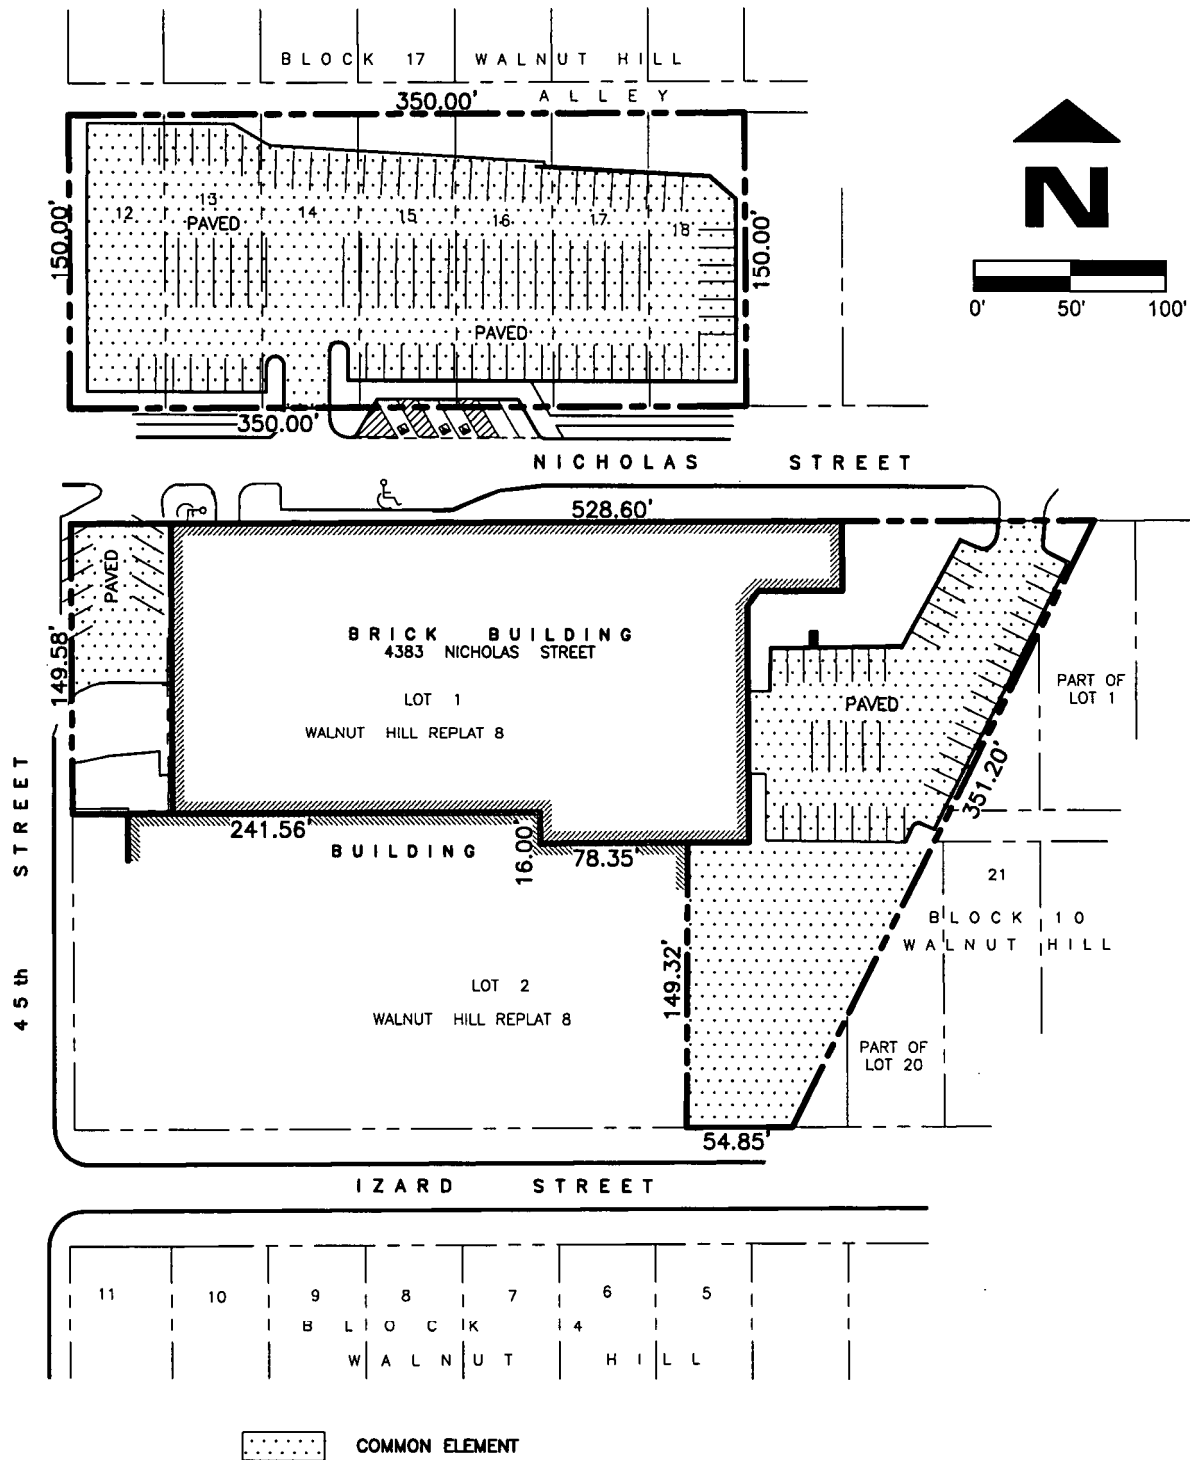 BLOCK 17 WALNUT HILL
350.00' ALLEY
N
0' 50' 100'
150.00'
12 13 14 15 16 17 18
PAVED
150.00'
PAVED
350.00'
NICHOLAS STREET
528.60'
PAVED
149.58'
BRICK BUILDING
4383 NICHOLAS STREET
LOT 1
WALNUT HILL REPLAT 8
PAVED
PART OF
LOT 1
351.20'
241.56'
16.00'
78.35'
BUILDING
21
BLOCK 10
WALNUT HILL
45th STREET
149.32'
LOT 2
WALNUT HILL REPLAT 8
PART OF
LOT 20
54.85'
IZARD STREET
11 10 9 8 7 6 5
BLOCK 4
WALNUT HILL
COMMON ELEMENT